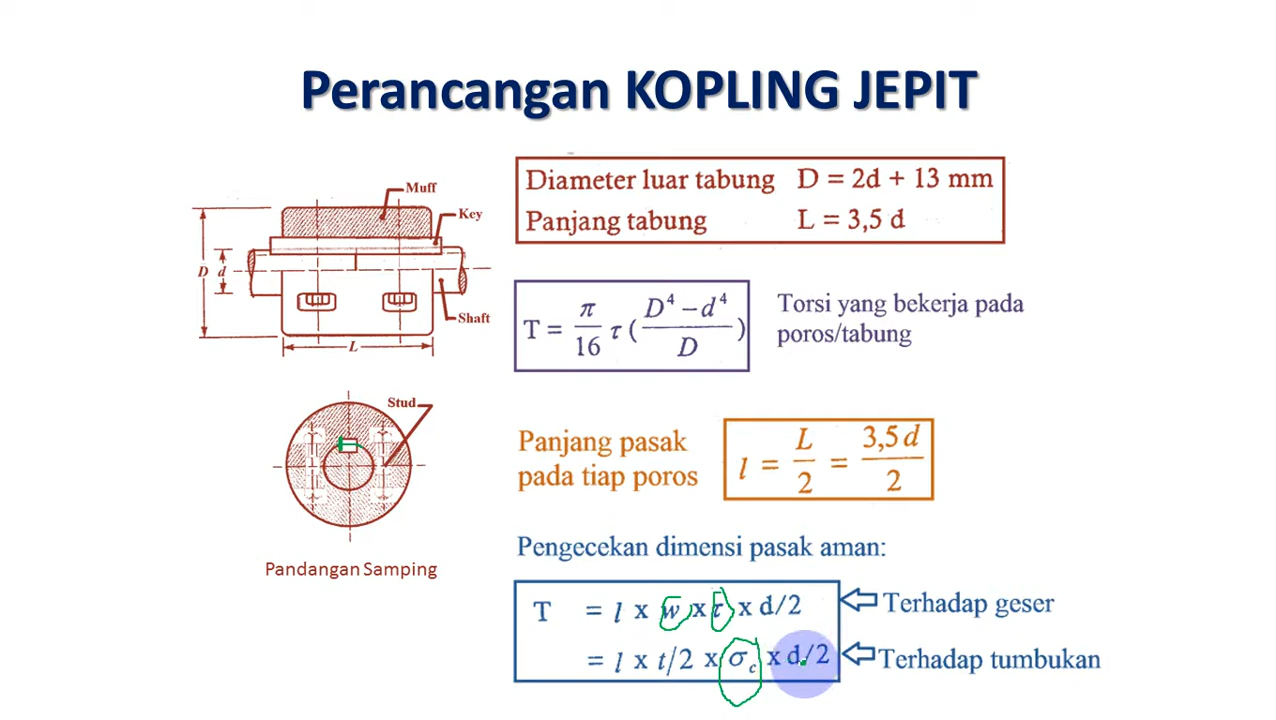 Perancangan KOPLING JEPIT
Muff
Key
D
d
Shaft
L
Stud
Pandangan Samping
Diameter luar tabung D = 2d + 13 mm
Panjang tabung L = 3,5 d
T = π/16 τ ( D⁴ – d⁴ / D )
Torsi yang bekerja pada
poros/tabung
Panjang pasak
pada tiap poros
l = L/2 = 3,5 d/2
Pengecekan dimensi pasak aman:
T = l x w x τ x d/2
Terhadap geser
= l x t/2 x σc x d/2
Terhadap tumbukan